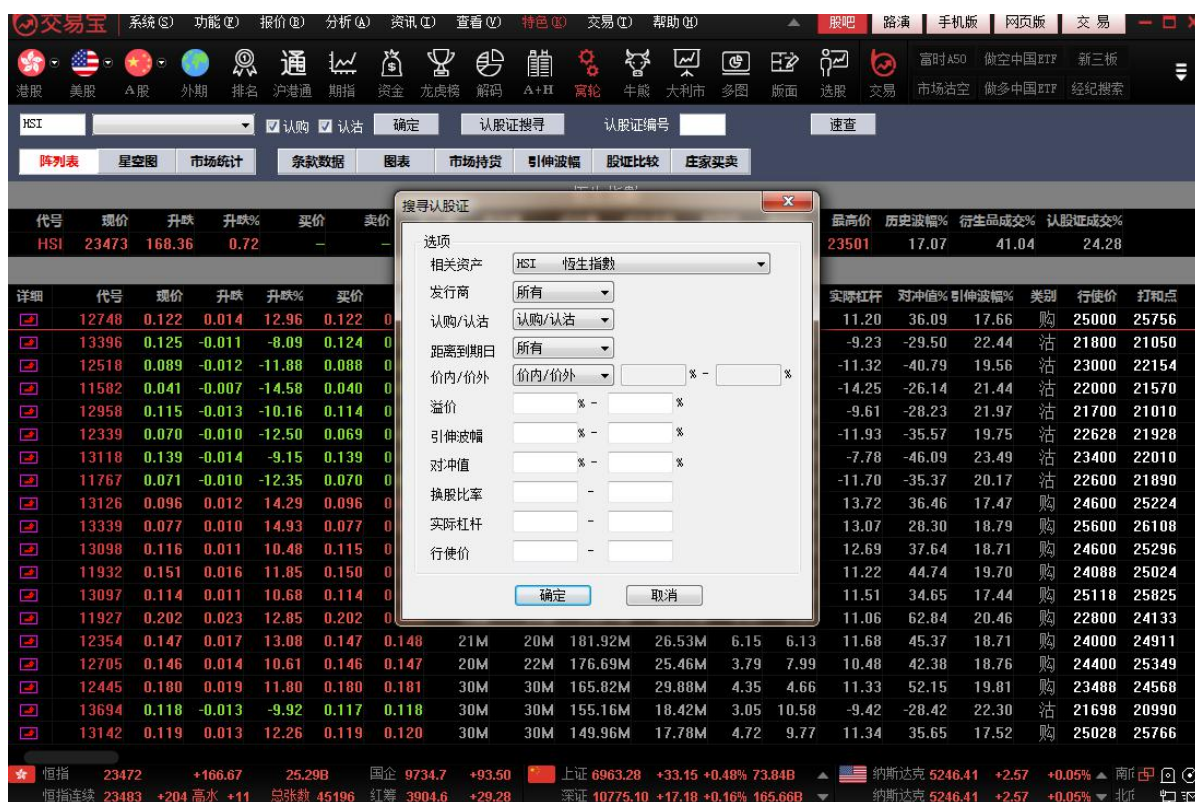 交易宝 系统(S) 功能(F) 报价(B) 分析(A) 资讯(I) 查看(V) 特色(K) 交易(T) 帮助(H) 股吧 路演 手机版 网页版 交 易
富时A50 做空中国ETF 新三板
港股 美股 A股 外期 排名 沪港通 期指 资金 龙虎榜 解码 A+H 窝轮 牛熊 大利市 多图 版面 选股 交易 市场沽空 做多中国ETF 经纪搜索
HSI 认购 认沽 确定 认股证搜寻 认股证编号 速查
阵列表 星空图 市场统计 条款数据 图表 市场持货 引伸波幅 股证比较 庄家买卖
搜寻认股证
代号 现价 升跌 升跌% 买价 卖价 最高价 历史波幅% 衍生品成交% 认股证成交%
HSI 23473 168.36 0.72 – – 23501 17.07 41.04 24.28
选项
相关资产 HSI 恆生指數
发行商 所有
认购/认沽 认购/认沽
距离到期日 所有
价内/价外 价内/价外 % - %
溢价 % - %
引伸波幅 % - %
对冲值 % - %
换股比率 -
实际杠杆 -
行使价 -
确定 取消
详细 代号 现价 升跌 升跌% 买价 实际杠杆 对冲值% 引伸波幅% 类别 行使价 打和点
12748 0.122 0.014 12.96 0.122 0 11.20 36.09 17.66 购 25000 25756
13396 0.125 -0.011 -8.09 0.124 0 -9.23 -29.50 22.44 沽 21800 21050
12518 0.089 -0.012 -11.88 0.088 0 -11.32 -40.79 19.56 沽 23000 22154
11582 0.041 -0.007 -14.58 0.040 0 -14.25 -26.14 21.44 沽 22000 21570
12958 0.115 -0.013 -10.16 0.114 0 -9.61 -28.23 21.97 沽 21700 21010
12339 0.070 -0.010 -12.50 0.069 0 -11.93 -35.57 19.75 沽 22628 21928
13118 0.139 -0.014 -9.15 0.139 0 -7.78 -46.09 23.49 沽 23400 22010
11767 0.071 -0.010 -12.35 0.070 0 -11.70 -35.37 20.17 沽 22600 21890
13126 0.096 0.012 14.29 0.096 0 13.72 36.46 17.47 购 24600 25224
13339 0.077 0.010 14.93 0.077 0 13.07 28.30 18.79 购 25600 26108
13098 0.116 0.011 10.48 0.115 0 12.69 37.64 18.71 购 24600 25296
11932 0.151 0.016 11.85 0.150 0 11.22 44.74 19.70 购 24088 25024
13097 0.114 0.011 10.68 0.114 0 11.51 34.65 17.44 购 25118 25825
11927 0.202 0.023 12.85 0.202 0 11.06 62.84 20.46 购 22800 24133
12354 0.147 0.017 13.08 0.147 0.148 21M 20M 181.92M 26.53M 6.15 6.13 11.68 45.37 18.71 购 24000 24911
12705 0.146 0.014 10.61 0.146 0.147 20M 22M 176.69M 25.46M 3.79 7.99 10.48 42.38 18.76 购 24400 25349
12445 0.180 0.019 11.80 0.180 0.181 30M 30M 165.82M 29.88M 4.35 4.66 11.33 52.15 19.81 购 23488 24568
13694 0.118 -0.013 -9.92 0.117 0.118 30M 30M 155.16M 18.42M 3.05 10.58 -9.42 -28.42 22.30 沽 21698 20990
13142 0.119 0.013 12.26 0.119 0.120 30M 30M 149.96M 17.78M 4.72 9.77 11.34 35.65 17.52 购 25028 25766
恒指 23472 +166.67 25.29B 国企 9734.7 +93.50 上证 6963.28 +33.15 +0.48% 73.84B 纳斯达克 5246.41 +2.57 +0.05%
恒指连续 23483 +204 高水 +11 总张数 45196 红筹 3904.6 +29.28 深证 10775.10 +17.18 +0.16% 165.66B 纳斯达克 5246.41 +2.57 +0.05%